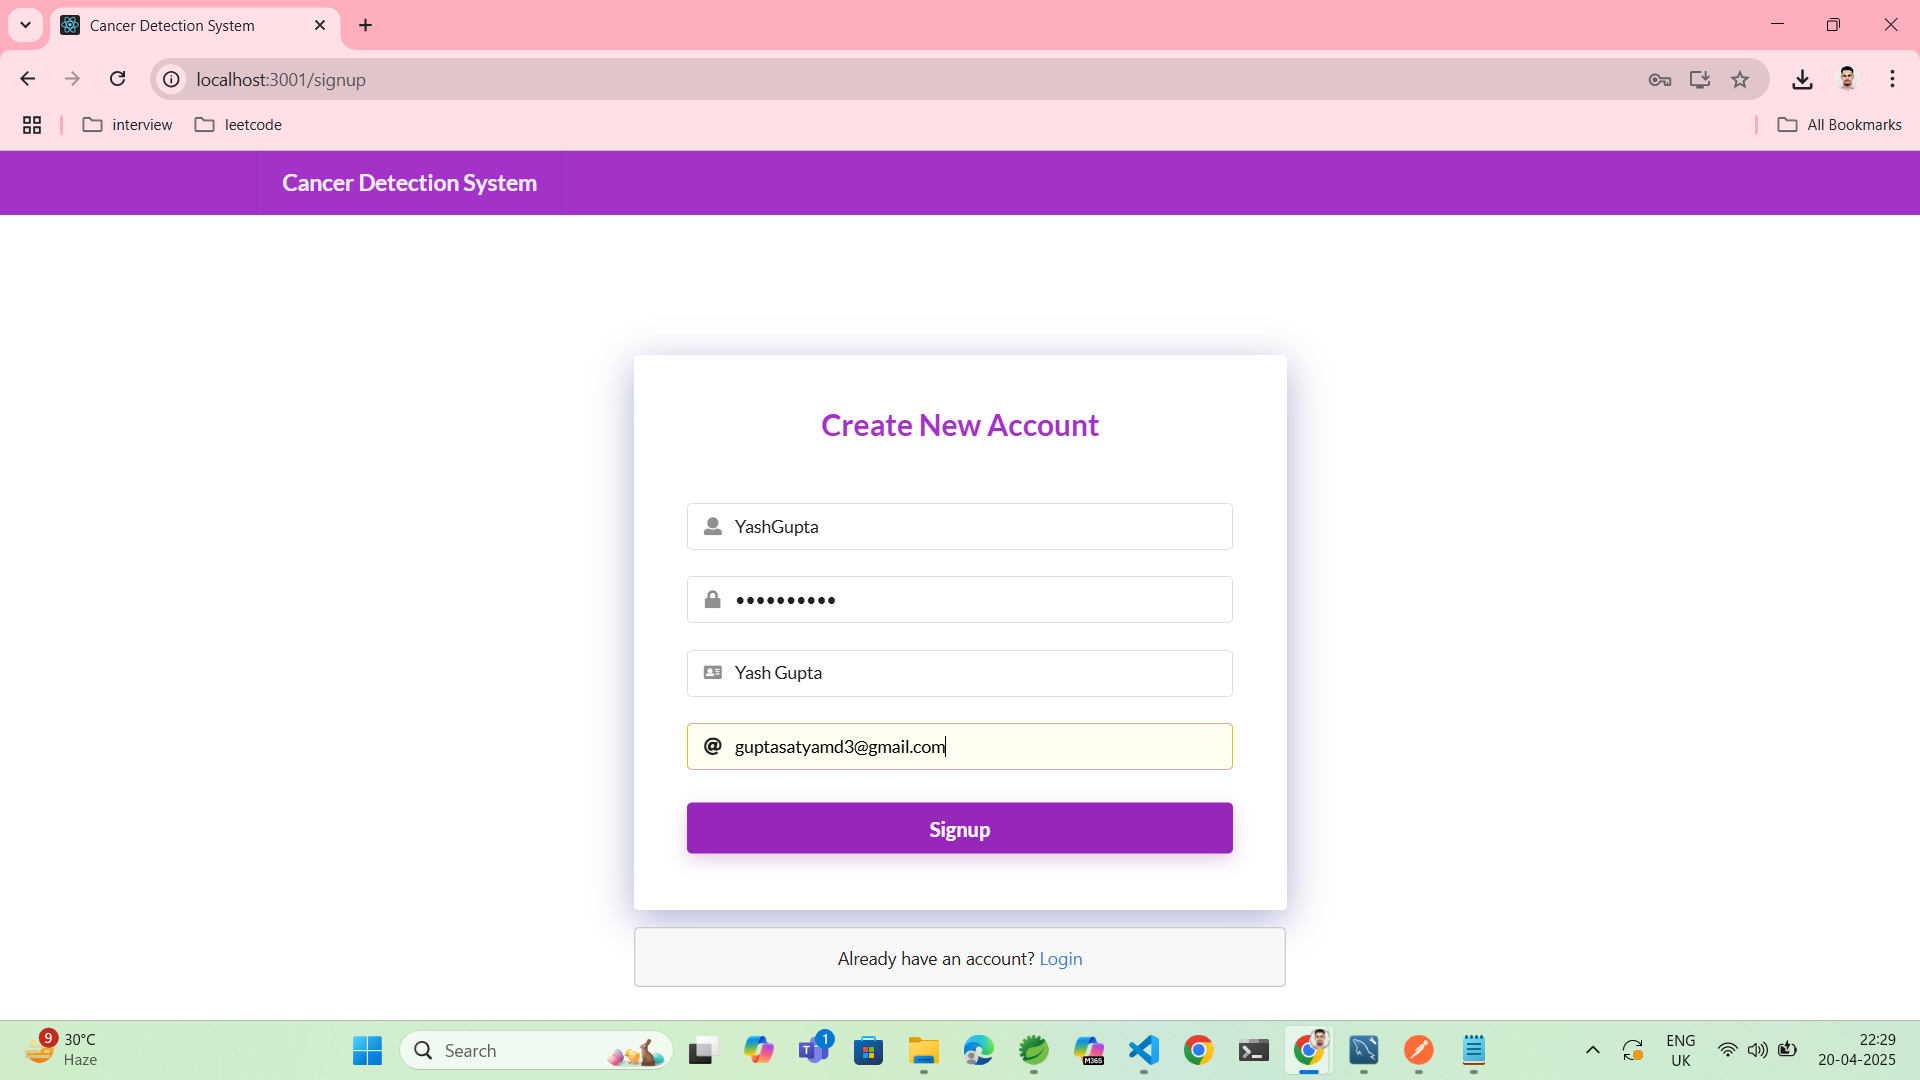 Cancer Detection System
localhost:3001/signup
interview
leetcode
All Bookmarks
Cancer Detection System
Create New Account
YashGupta
••••••••••
Yash Gupta
@ guptasatyamd3@gmail.com
Signup
Already have an account? Login
9
30°C
Haze
Search
T
1
M365
ENG
UK
22:29
20-04-2025